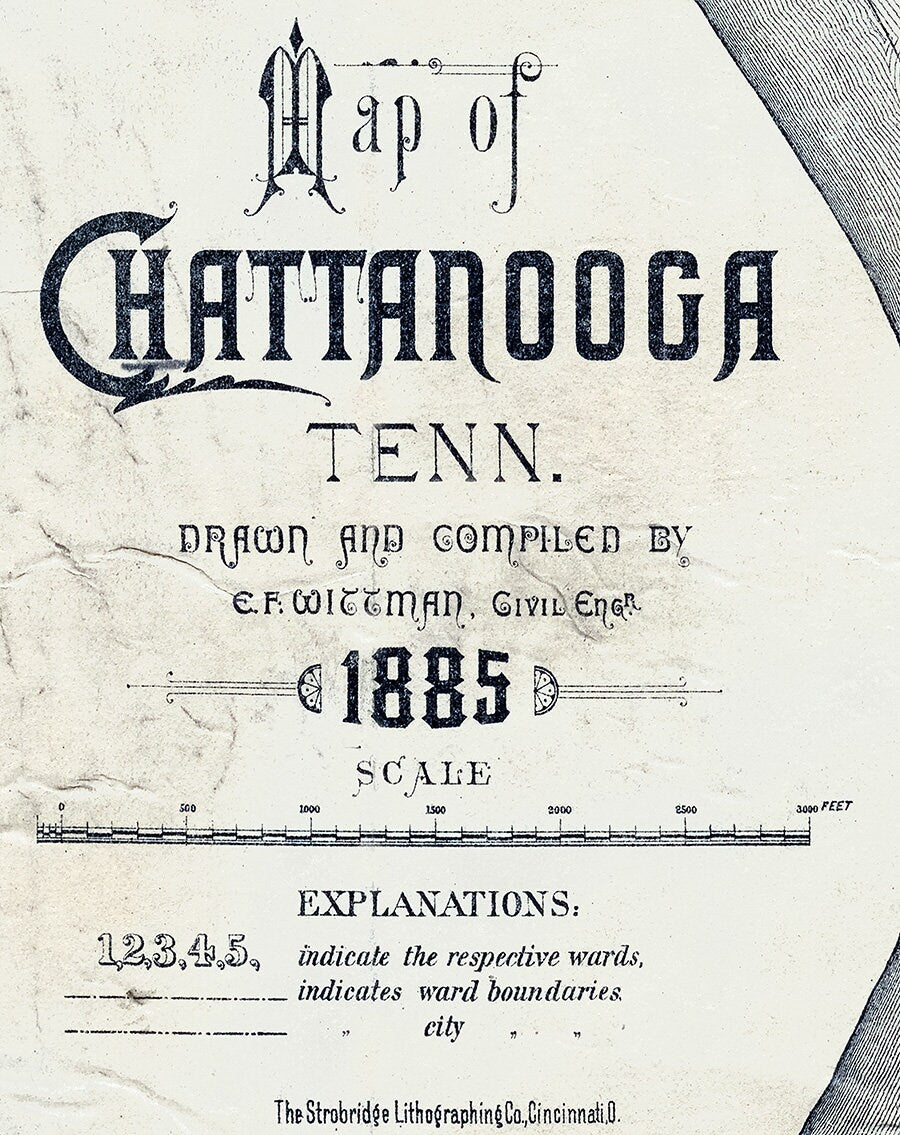 Map of
CHATTANOOGA
TENN.
DRAWN AND COMPILED BY
E.F. WITTMAN, CIVIL ENGR.
1885
SCALE
0 500 1000 1500 2000 2500 3000 FEET
EXPLANATIONS:
1,2,3,4,5, indicate the respective wards,
indicates ward boundaries.
„ city „ „
The Strobridge Lithographing Co., Cincinnati, O.